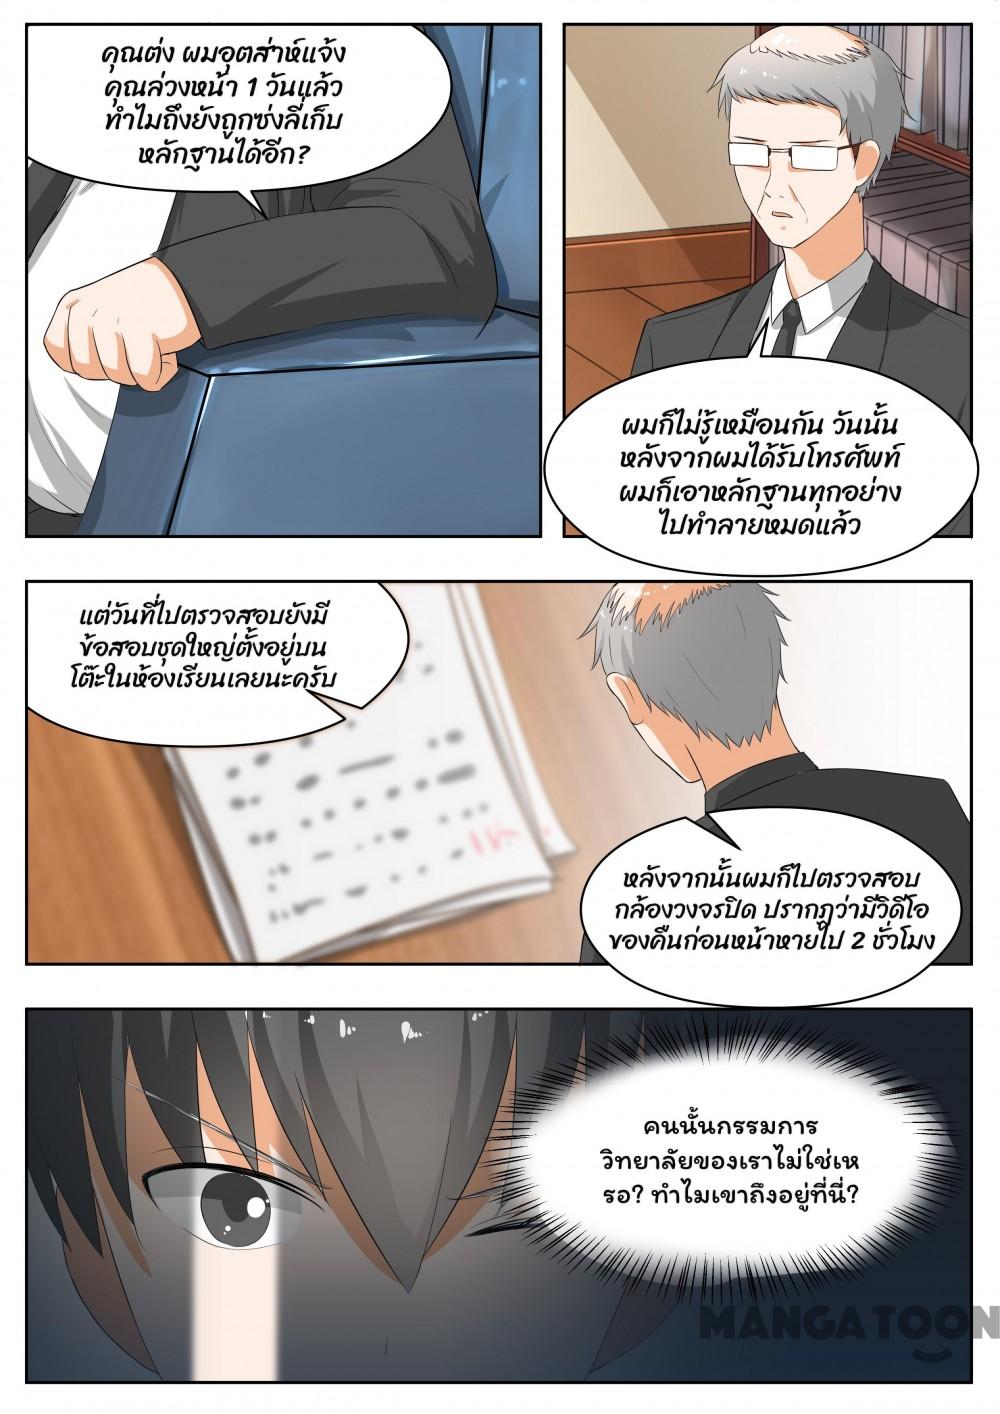 คุณต่ง ผมอุตส่าห์แจ้ง
คุณล่วงหน้า 1 วันแล้ว
ทำไมถึงยังถูกซ่งลี่เก็บ
หลักฐานได้อีก?
ผมก็ไม่รู้เหมือนกัน วันนั้น
หลังจากผมได้รับโทรศัพท์
ผมก็เอาหลักฐานทุกอย่าง
ไปทำลายหมดแล้ว
แต่วันที่ไปตรวจสอบยังมี
ข้อสอบชุดใหญ่ตั้งอยู่บน
โต๊ะในห้องเรียนเลยนะครับ
หลังจากนั้นผมก็ไปตรวจสอบ
กล้องวงจรปิด ปรากฏว่ามีวิดีโอ
ของคืนก่อนหน้าหายไป 2 ชั่วโมง
คนนั้นกรรมการ
วิทยาลัยของเราไม่ใช่เห
รอ? ทำไมเขาถึงอยู่ที่นี่?
MANGATOON